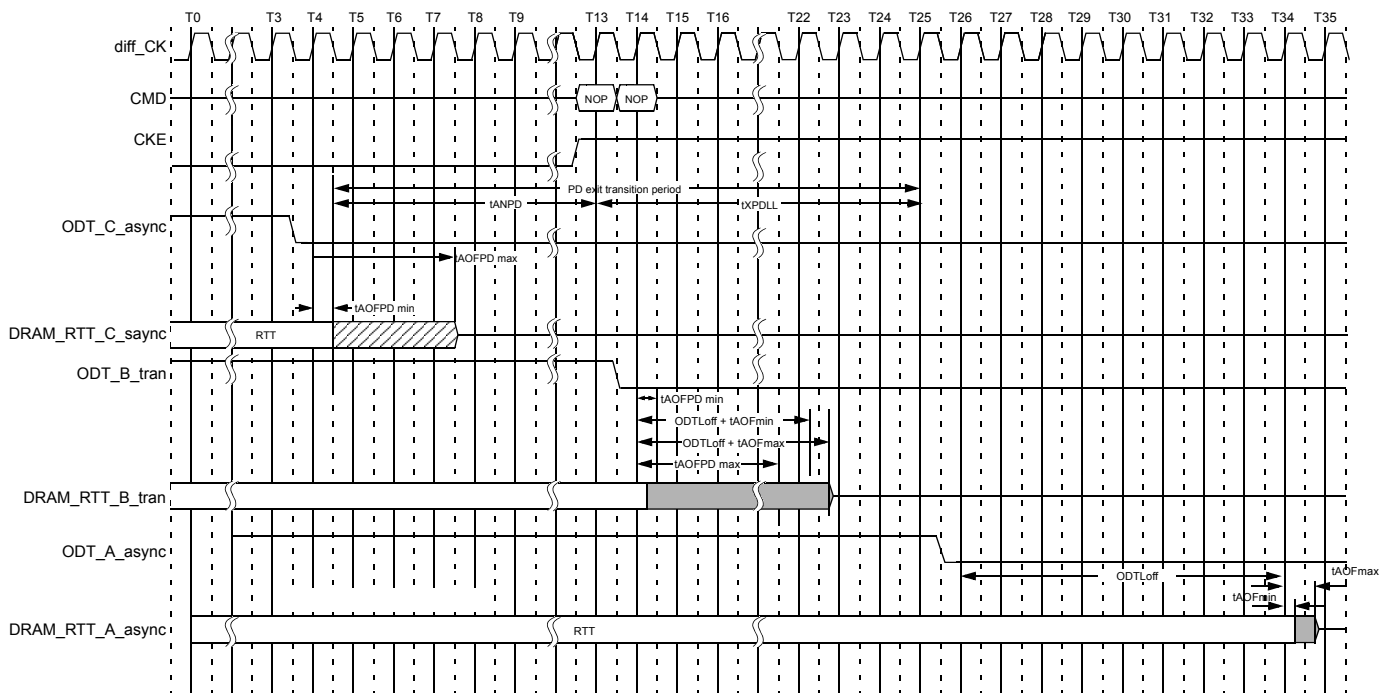 T0 T3 T4 T5 T6 T7 T8 T9 T13 T14 T15 T16 T22 T23 T24 T25 T26 T27 T28 T29 T30 T31 T32 T33 T34 T35
diff_CK
CMD NOP NOP
CKE
PD exit transition period
tANPD tXPDLL
ODT_C_async
tAOFPD max
tAOFPD min
DRAM_RTT_C_sync RTT
ODT_B_tran
tAOFPD min
ODTLoff + tAOFmin
ODTLoff + tAOFmax
tAOFPD max
DRAM_RTT_B_tran
ODT_A_async
ODTLoff tAOFmax
tAOFmin
DRAM_RTT_A_async RTT